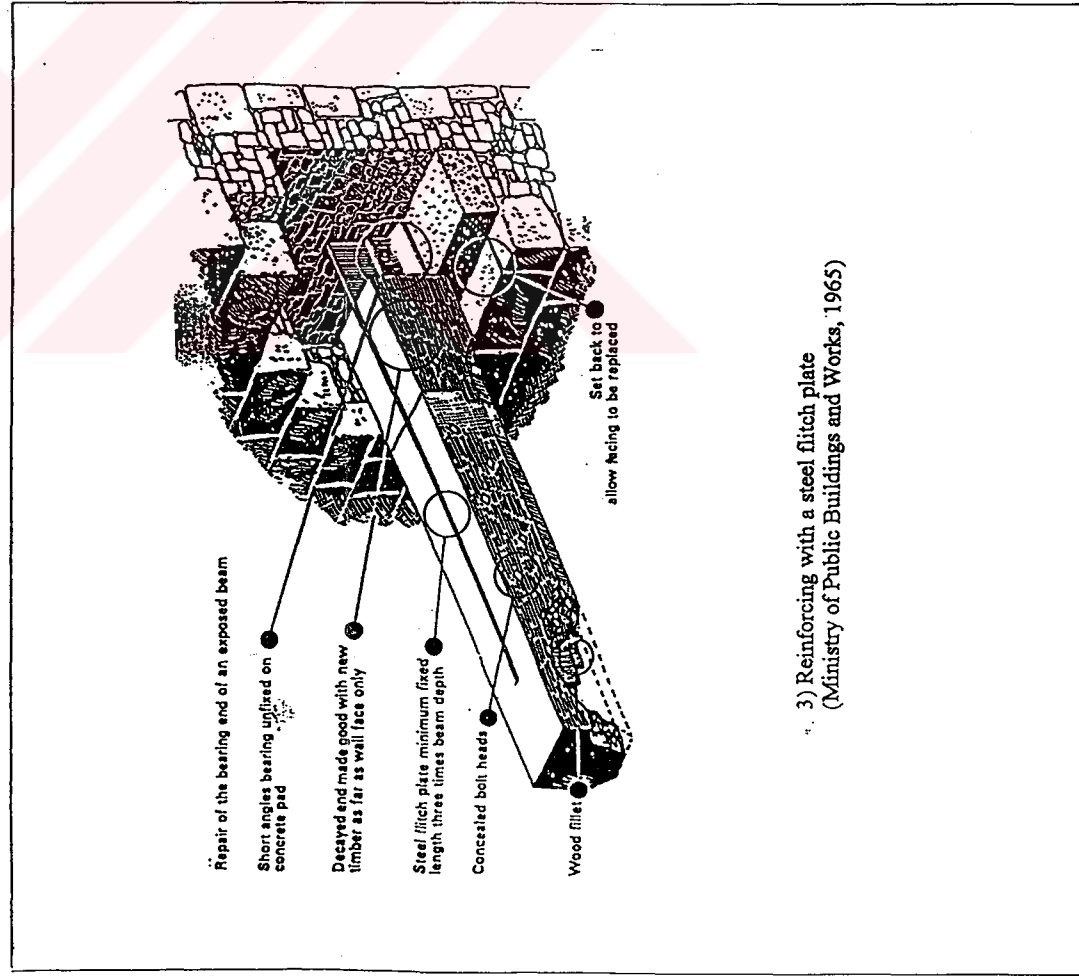 Repair of the bearing end of an exposed beam
Short angles bearing unfixed on
concrete pad
Decayed end made good with new
timber as far as wall face only
Steel flitch plate minimum fixed
length three times beam depth
Concealed bolt heads
Wood fillet
Set back to
allow facing to be replaced
3) Reinforcing with a steel flitch plate
(Ministry of Public Buildings and Works, 1965)